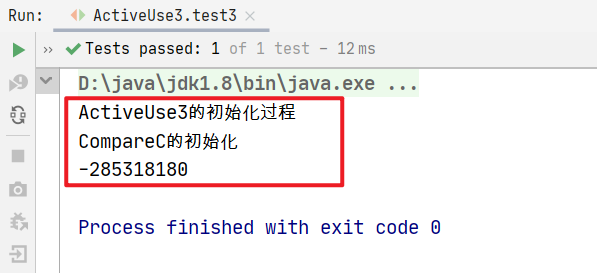 Run: ActiveUse3.test3 ×
›› ✔ Tests passed: 1 of 1 test – 12 ms
D:\java\jdk1.8\bin\java.exe ...
ActiveUse3的初始化过程
CompareC的初始化
-285318180
Process finished with exit code 0